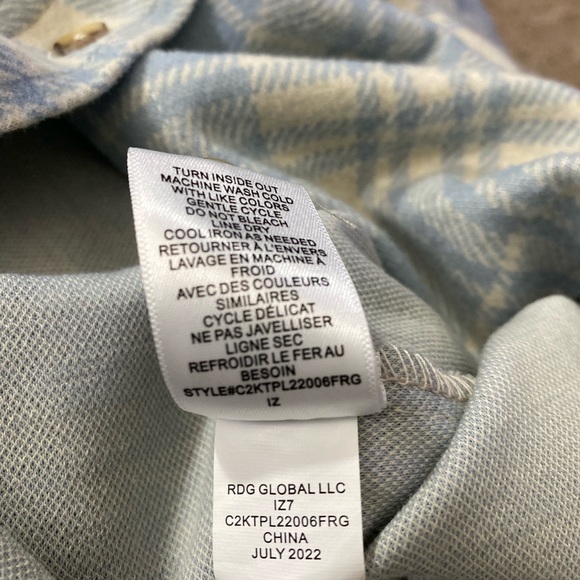 TURN INSIDE OUT
MACHINE WASH COLD
WITH LIKE COLORS
GENTLE CYCLE
DO NOT BLEACH
LINE DRY
COOL IRON AS NEEDED
RETOURNER À L'ENVERS
LAVAGE EN MACHINE À
FROID
AVEC DES COULEURS
SIMILAIRES
CYCLE DÉLICAT
NE PAS JAVELLISER
LIGNE SEC
REFROIDIR LE FER AU
BESOIN
STYLE#C2KTPL22006FRG
IZ
RDG GLOBAL LLC
IZ7
C2KTPL22006FRG
CHINA
JULY 2022